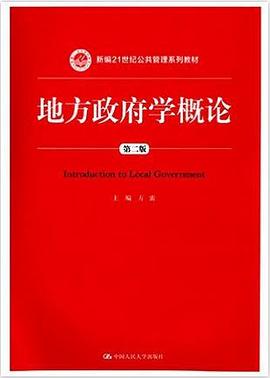 新编21世纪公共管理系列教材
地方政府学概论
第二版
Introduction to Local Government
主 编 方 雷
中国人民大学出版社